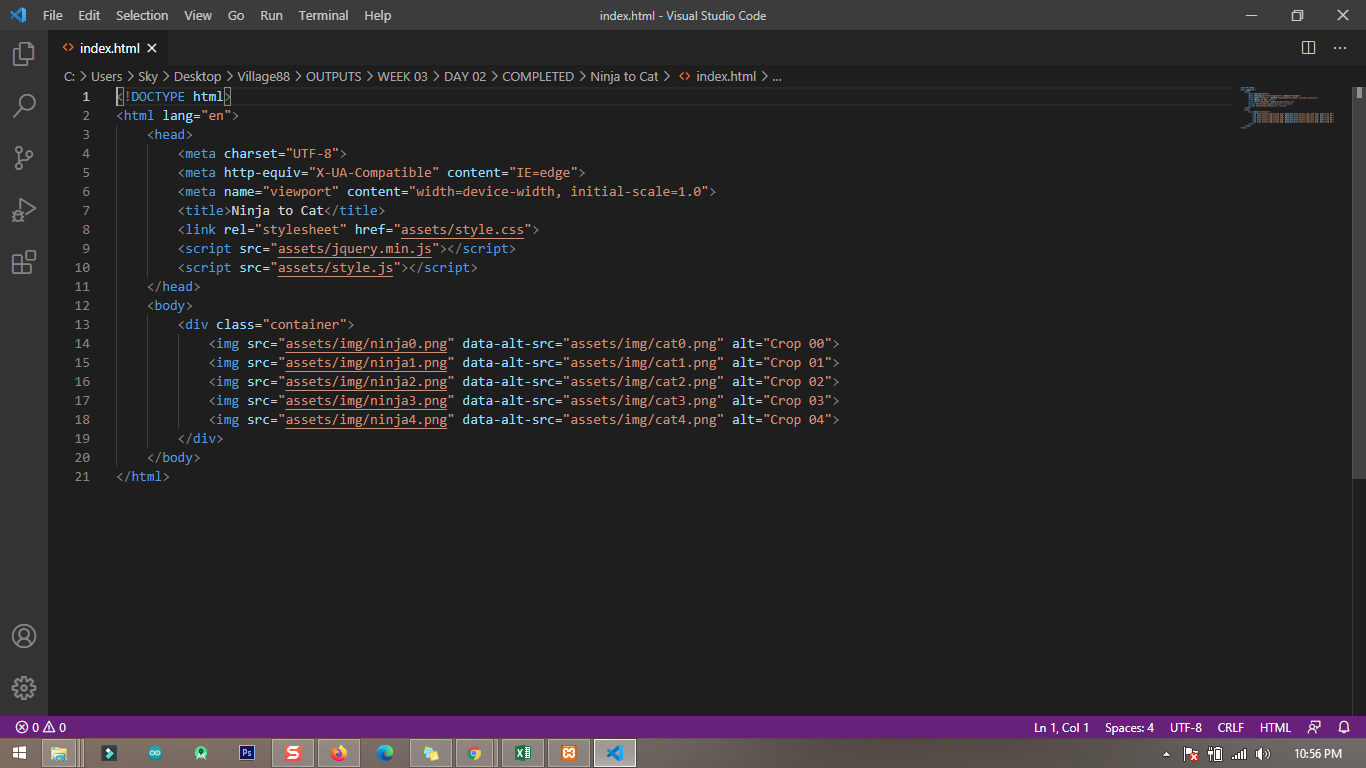 File Edit Selection View Go Run Terminal Help index.html - Visual Studio Code
index.html
C: > Users > Sky > Desktop > Village88 > OUTPUTS > WEEK 03 > DAY 02 > COMPLETED > Ninja to Cat > index.html > ...
1 <!DOCTYPE html>
2 <html lang="en">
3 <head>
4 <meta charset="UTF-8">
5 <meta http-equiv="X-UA-Compatible" content="IE=edge">
6 <meta name="viewport" content="width=device-width, initial-scale=1.0">
7 <title>Ninja to Cat</title>
8 <link rel="stylesheet" href="assets/style.css">
9 <script src="assets/jquery.min.js"></script>
10 <script src="assets/style.js"></script>
11 </head>
12 <body>
13 <div class="container">
14 <img src="assets/img/ninja0.png" data-alt-src="assets/img/cat0.png" alt="Crop 00">
15 <img src="assets/img/ninja1.png" data-alt-src="assets/img/cat1.png" alt="Crop 01">
16 <img src="assets/img/ninja2.png" data-alt-src="assets/img/cat2.png" alt="Crop 02">
17 <img src="assets/img/ninja3.png" data-alt-src="assets/img/cat3.png" alt="Crop 03">
18 <img src="assets/img/ninja4.png" data-alt-src="assets/img/cat4.png" alt="Crop 04">
19 </div>
20 </body>
21 </html>
0 0 Ln 1, Col 1 Spaces: 4 UTF-8 CRLF HTML
Ps S 10:56 PM